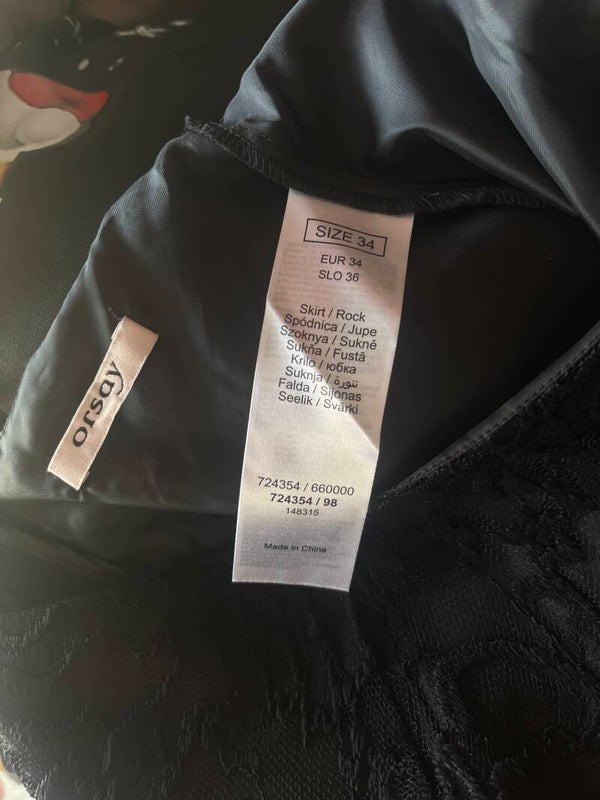 orsay
SIZE 34
EUR 34
SLO 36
Skirt / Rock
Spódnica / Jupe
Szoknya / Sukně
Sukňa / Fustă
Krilo / юбка
Suknja / تنورة
Falda / Sijonas
Seelik / Svārki
724354 / 660000
724354 / 98
148315
Made in China